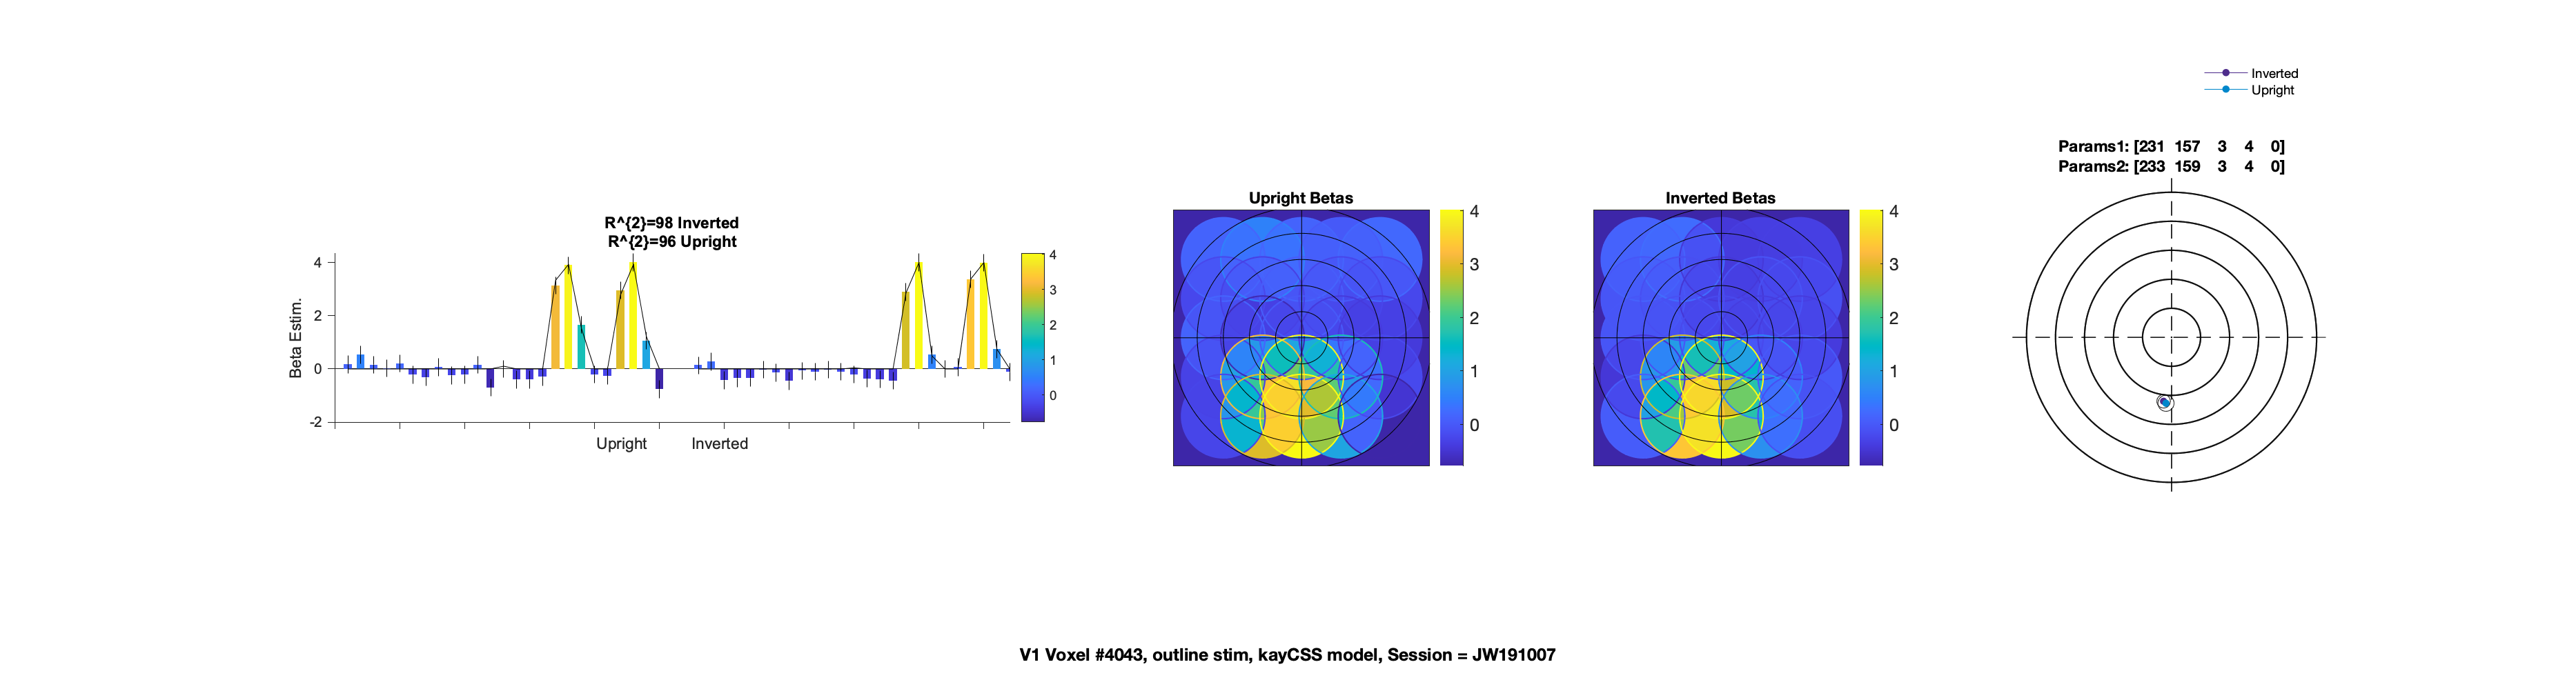 Inverted
Upright
Params1: [231 157 3 4 0]
Params2: [233 159 3 4 0]
R^{2}=98 Inverted
R^{2}=96 Upright
Beta Estim.
4
2
0
-2
Upright
Inverted
4
3
2
1
0
Upright Betas
4
3
2
1
0
Inverted Betas
4
3
2
1
0
V1 Voxel #4043, outline stim, kayCSS model, Session = JW191007